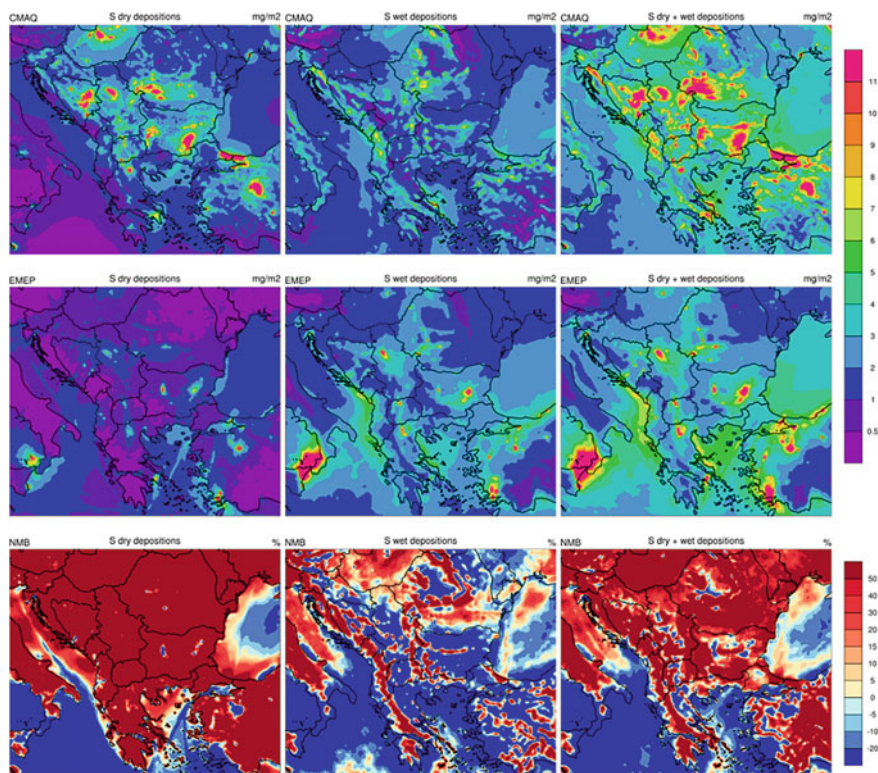 CMAQ S dry depositions mg/m2
CMAQ S wet depositions mg/m2
CMAQ S dry + wet depositions mg/m2
11
10
9
8
7
6
5
4
3
2
1
0.5
EMEP S dry depositions mg/m2
EMEP S wet depositions mg/m2
EMEP S dry + wet depositions mg/m2
NMB S dry depositions %
NMB S wet depositions %
NMB S dry + wet depositions %
50
40
30
20
15
10
5
0
-5
-10
-20